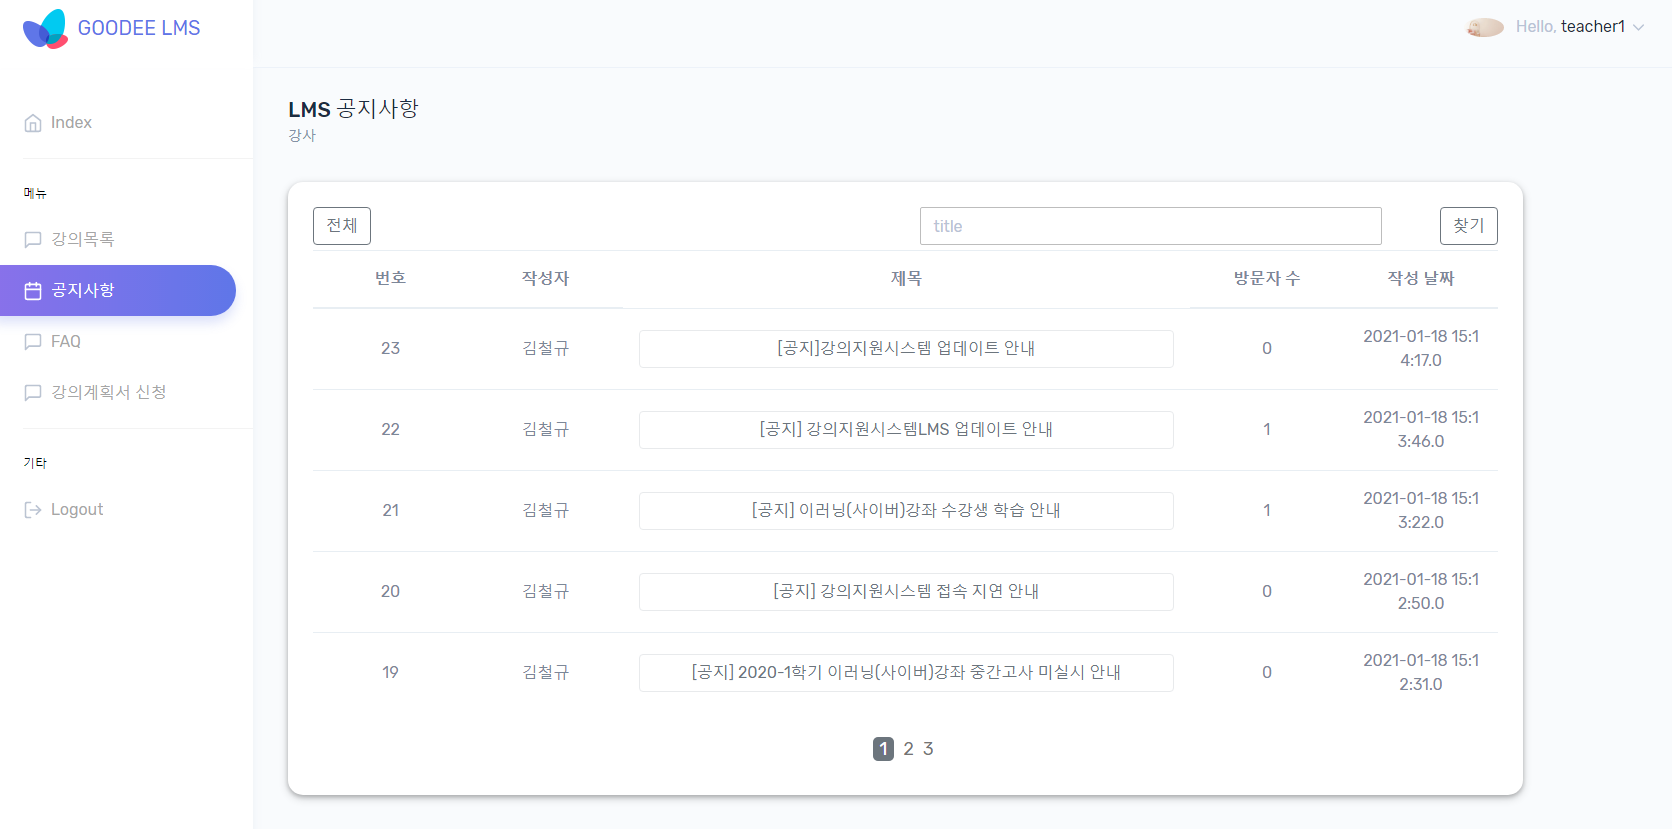 GOODEE LMS
Hello, teacher1
Index
메뉴
강의목록
공지사항
FAQ
강의계획서 신청
기타
Logout
LMS 공지사항
강사
전체
title
찾기
번호 작성자 제목 방문자 수 작성 날짜
23 김철규 [공지]강의지원시스템 업데이트 안내 0 2021-01-18 15:1
4:17.0
22 김철규 [공지] 강의지원시스템LMS 업데이트 안내 1 2021-01-18 15:1
3:46.0
21 김철규 [공지] 이러닝(사이버)강좌 수강생 학습 안내 1 2021-01-18 15:1
3:22.0
20 김철규 [공지] 강의지원시스템 접속 지연 안내 0 2021-01-18 15:1
2:50.0
19 김철규 [공지] 2020-1학기 이러닝(사이버)강좌 중간고사 미실시 안내 0 2021-01-18 15:1
2:31.0
1 2 3